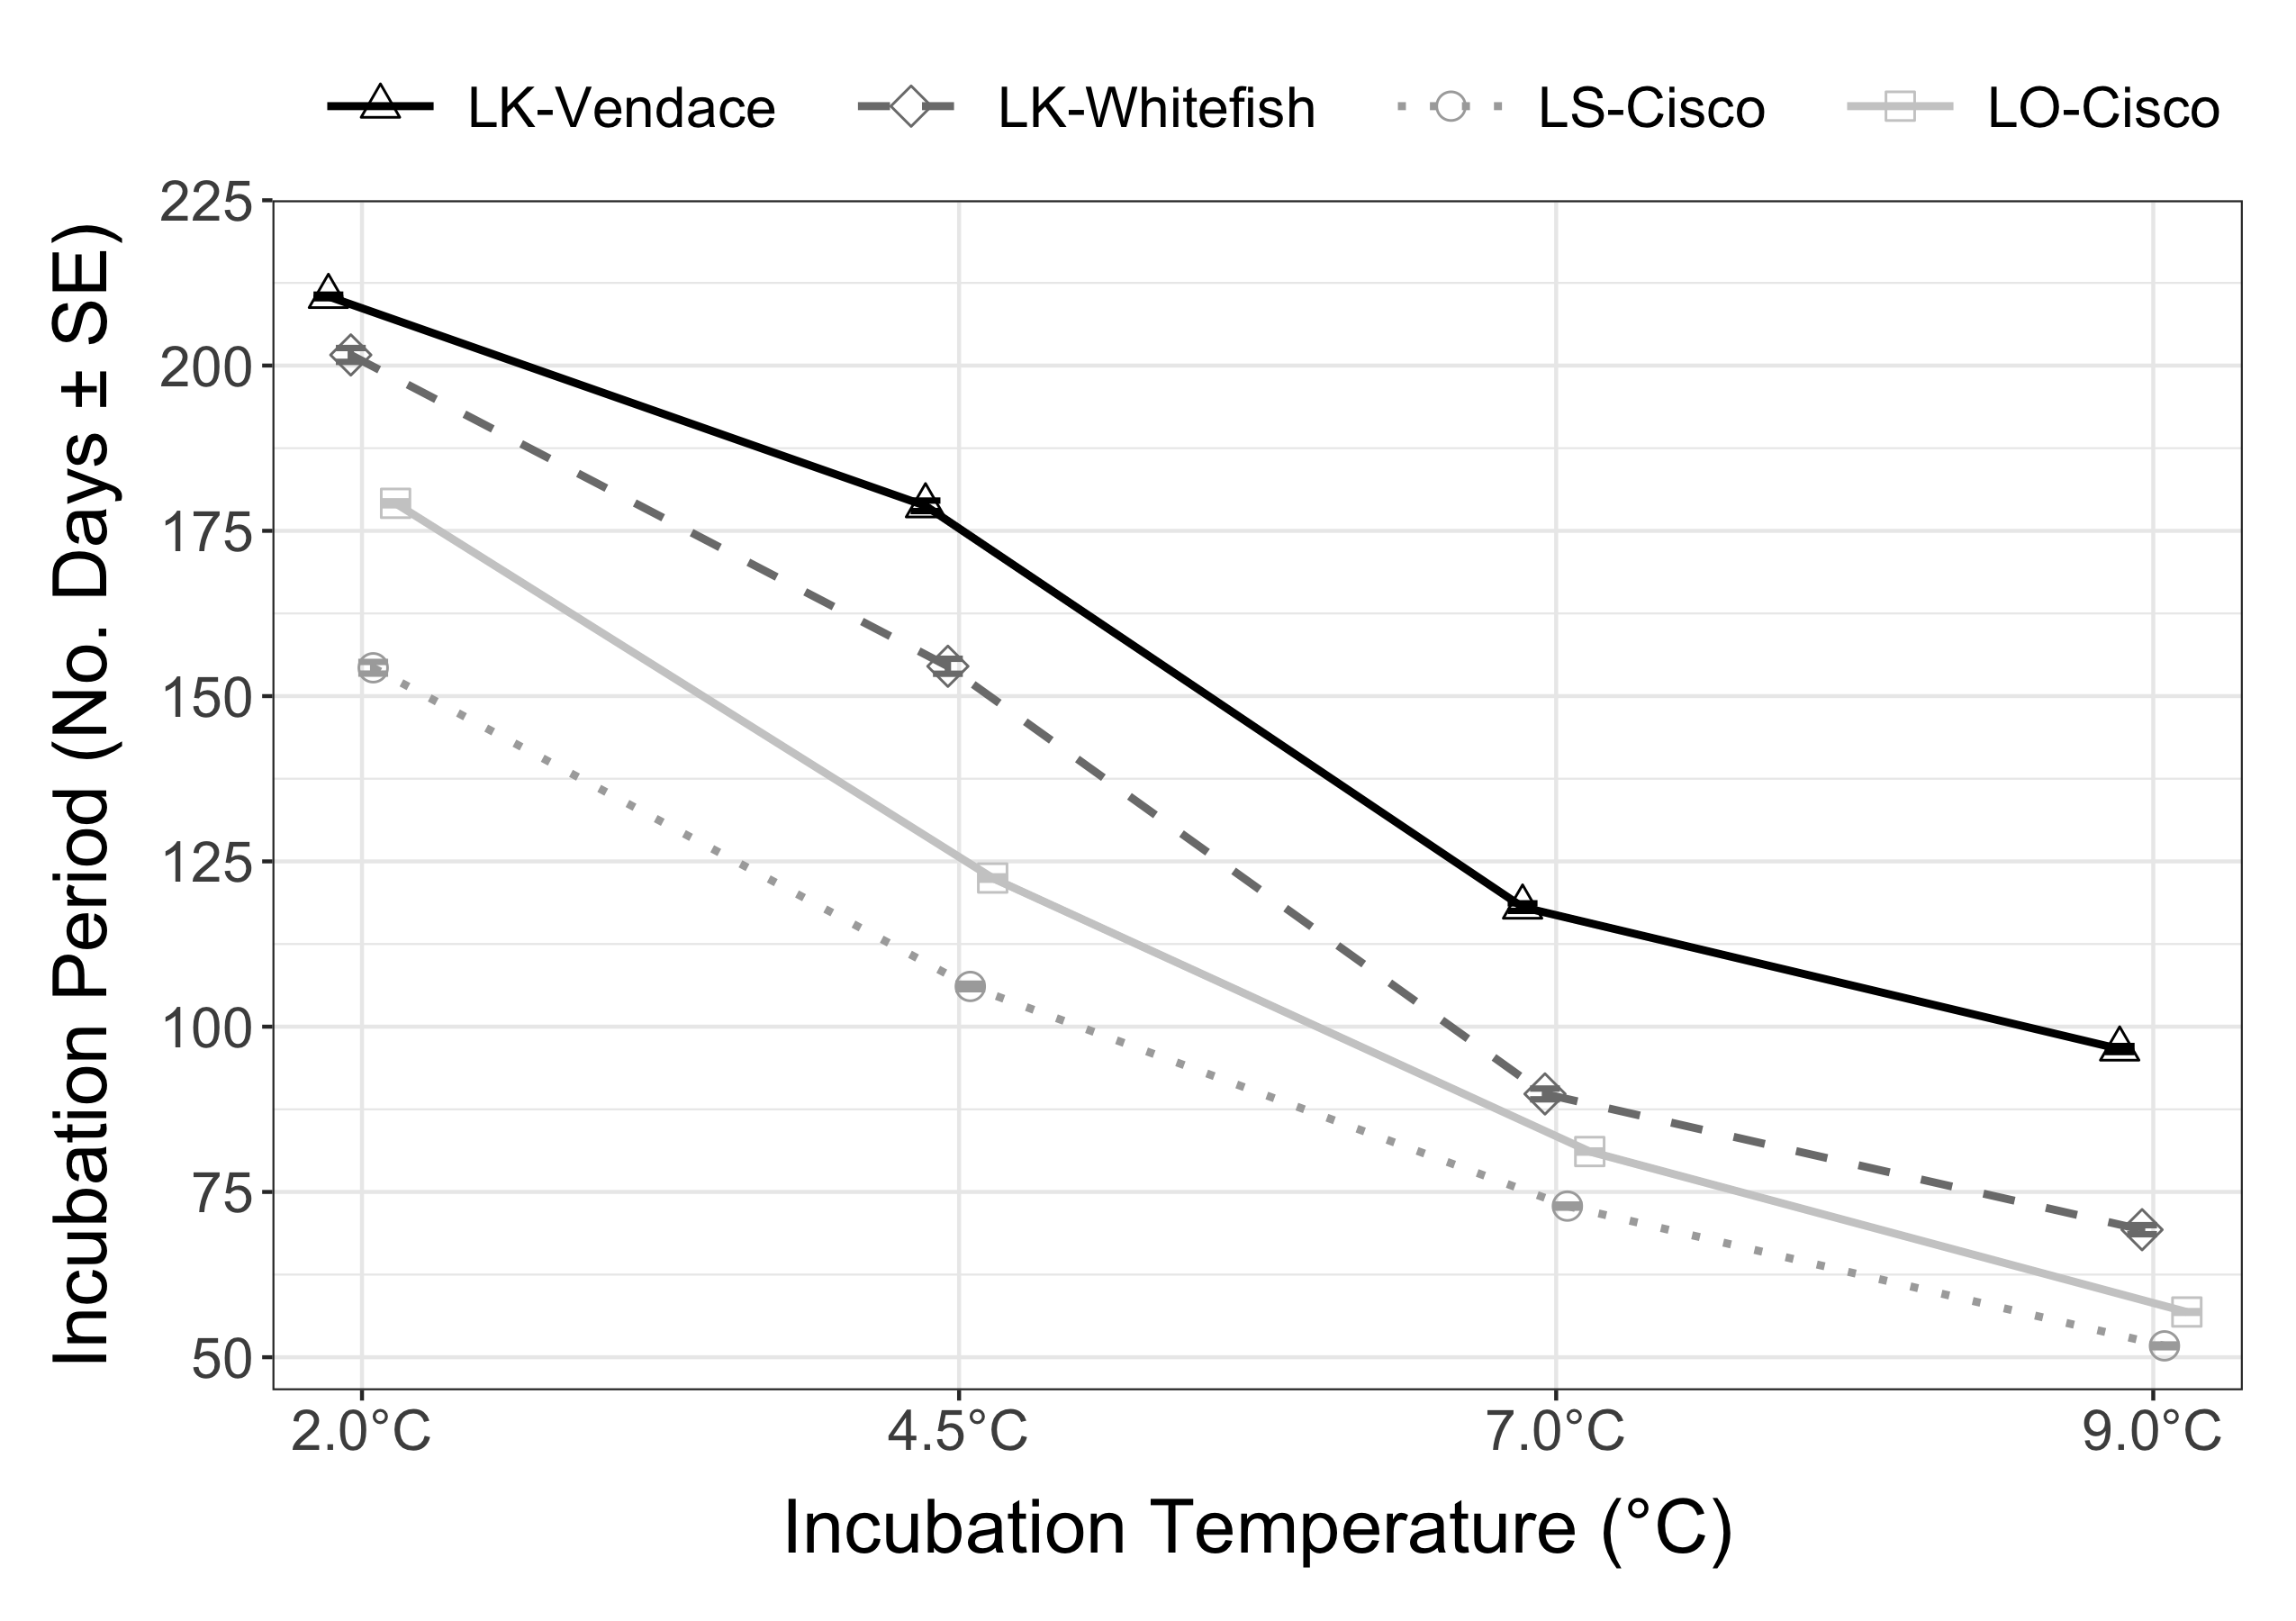 LK-Vendace LK-Whitefish LS-Cisco LO-Cisco
Incubation Period (No. Days ± SE)
225
200
175
150
125
100
75
50
2.0°C 4.5°C 7.0°C 9.0°C
Incubation Temperature (°C)